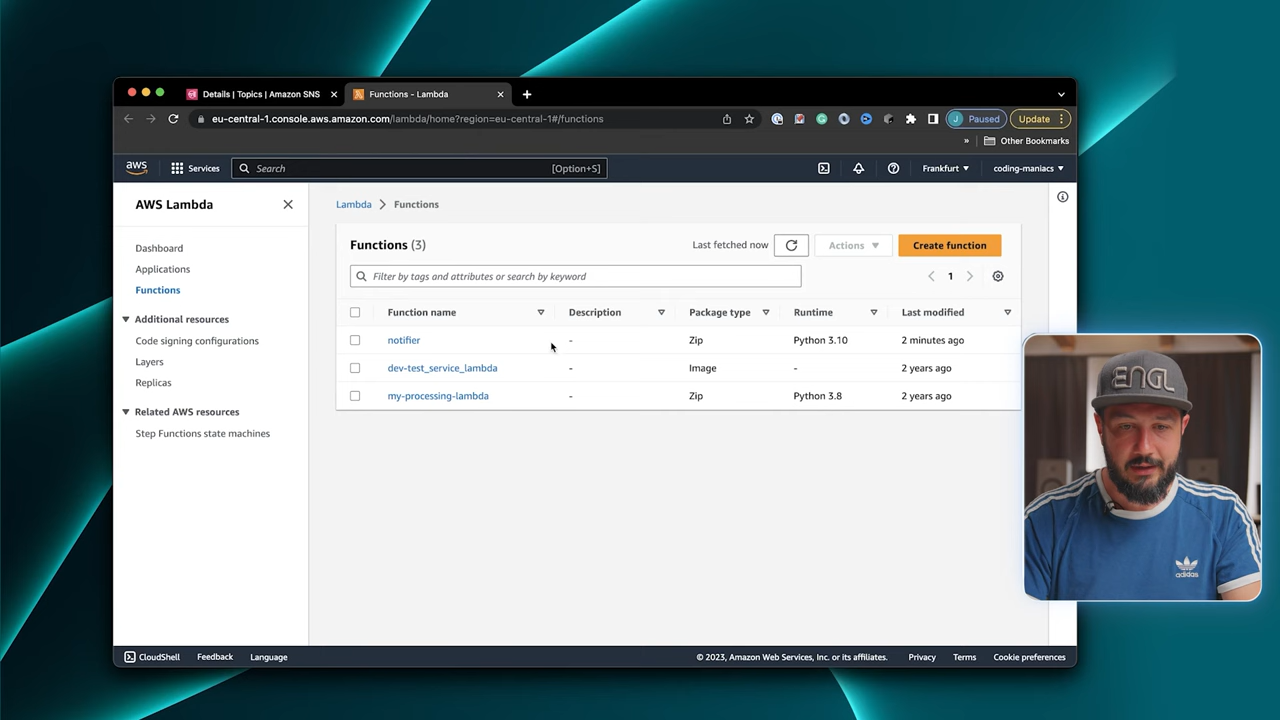 Details | Topics | Amazon SNS
Functions - Lambda
eu-central-1.console.aws.amazon.com/lambda/home?region=eu-central-1#/functions
J Paused
Update
» Other Bookmarks
aws
Services
Search [Option+S]
Frankfurt
coding-maniacs
AWS Lambda
Dashboard
Applications
Functions
Additional resources
Code signing configurations
Layers
Replicas
Related AWS resources
Step Functions state machines
Lambda > Functions
Functions (3)
Last fetched now
Actions
Create function
Filter by tags and attributes or search by keyword
1
Function name Description Package type Runtime Last modified
notifier - Zip Python 3.10 2 minutes ago
dev-test_service_lambda - Image - 2 years ago
my-processing-lambda - Zip Python 3.8 2 years ago
ENGL
adidas
CloudShell Feedback Language © 2023, Amazon Web Services, Inc. or its affiliates. Privacy Terms Cookie preferences